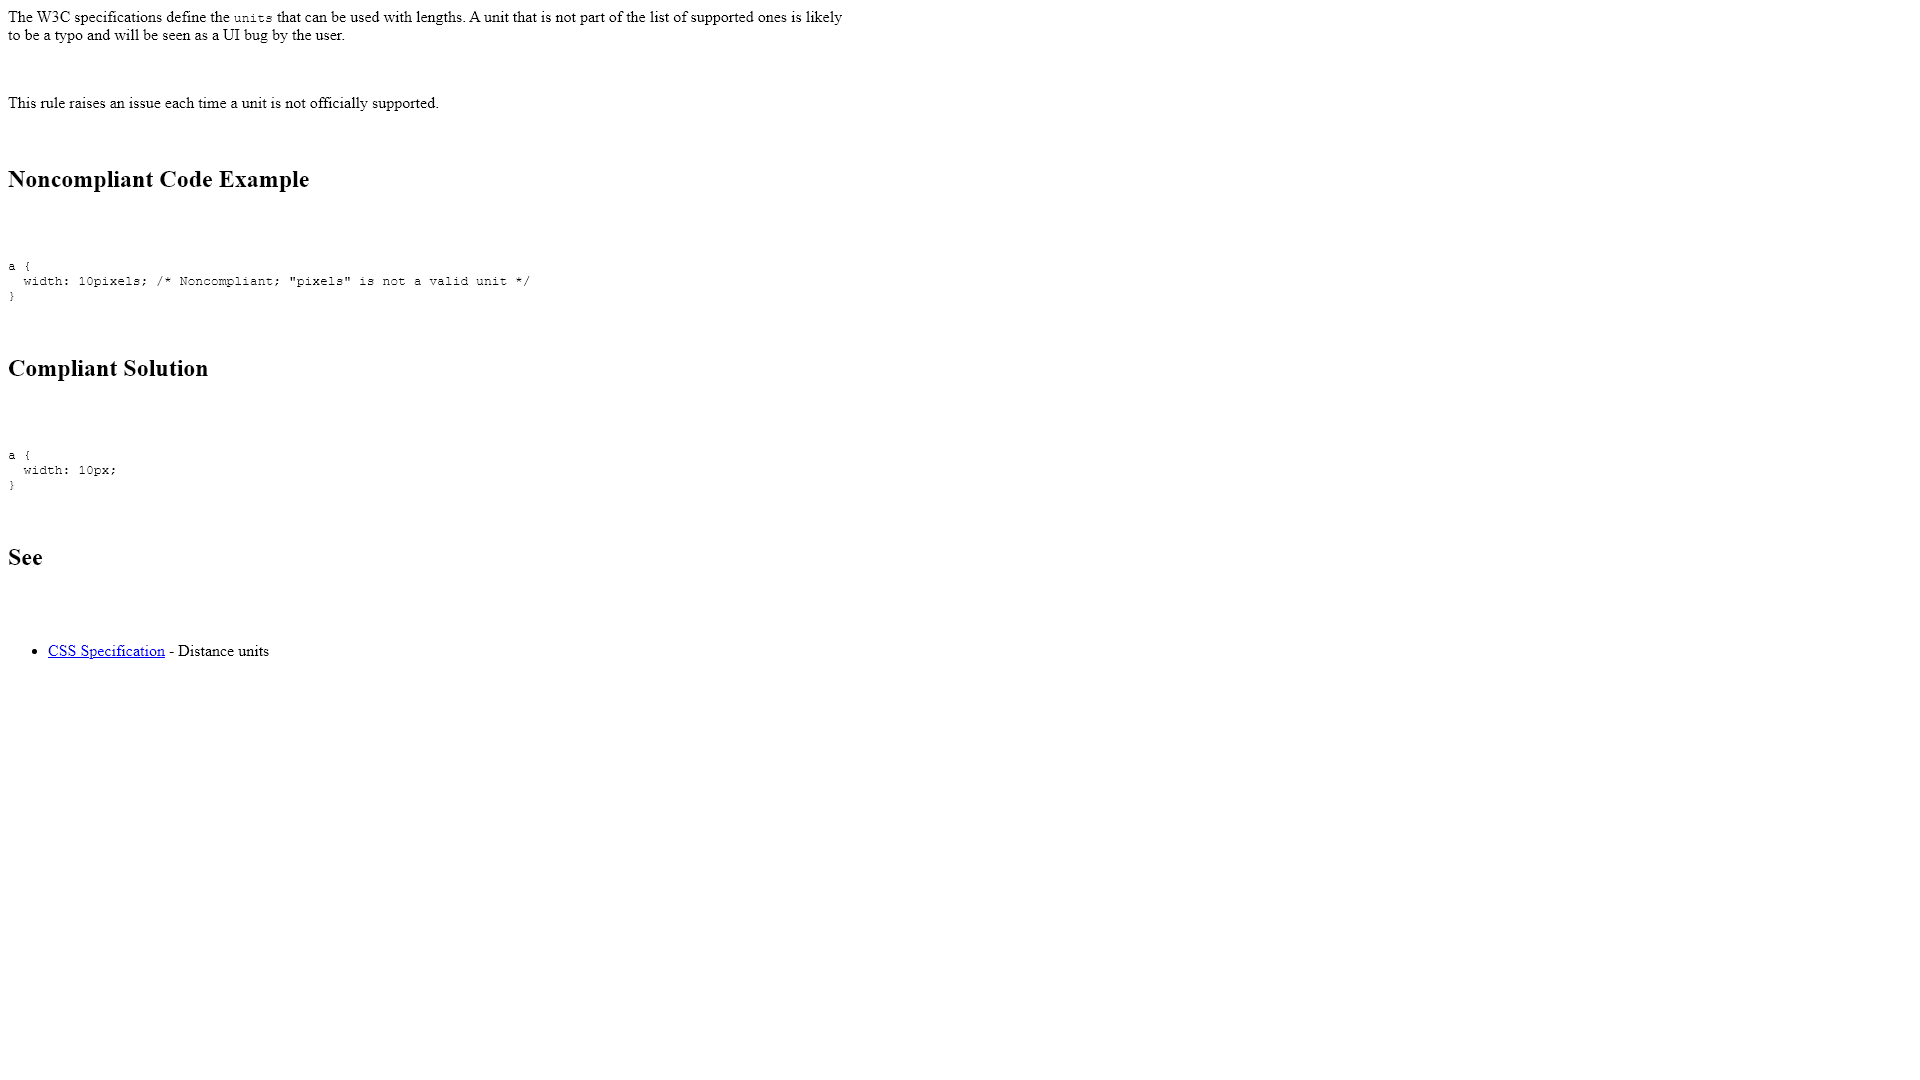 The W3C specifications define the units that can be used with lengths. A unit that is not part of the list of supported ones is likely
to be a typo and will be seen as a UI bug by the user.
This rule raises an issue each time a unit is not officially supported.
Noncompliant Code Example
a {
  width: 10pixels; /* Noncompliant; "pixels" is not a valid unit */
}
Compliant Solution
a {
  width: 10px;
}
See
• CSS Specification - Distance units